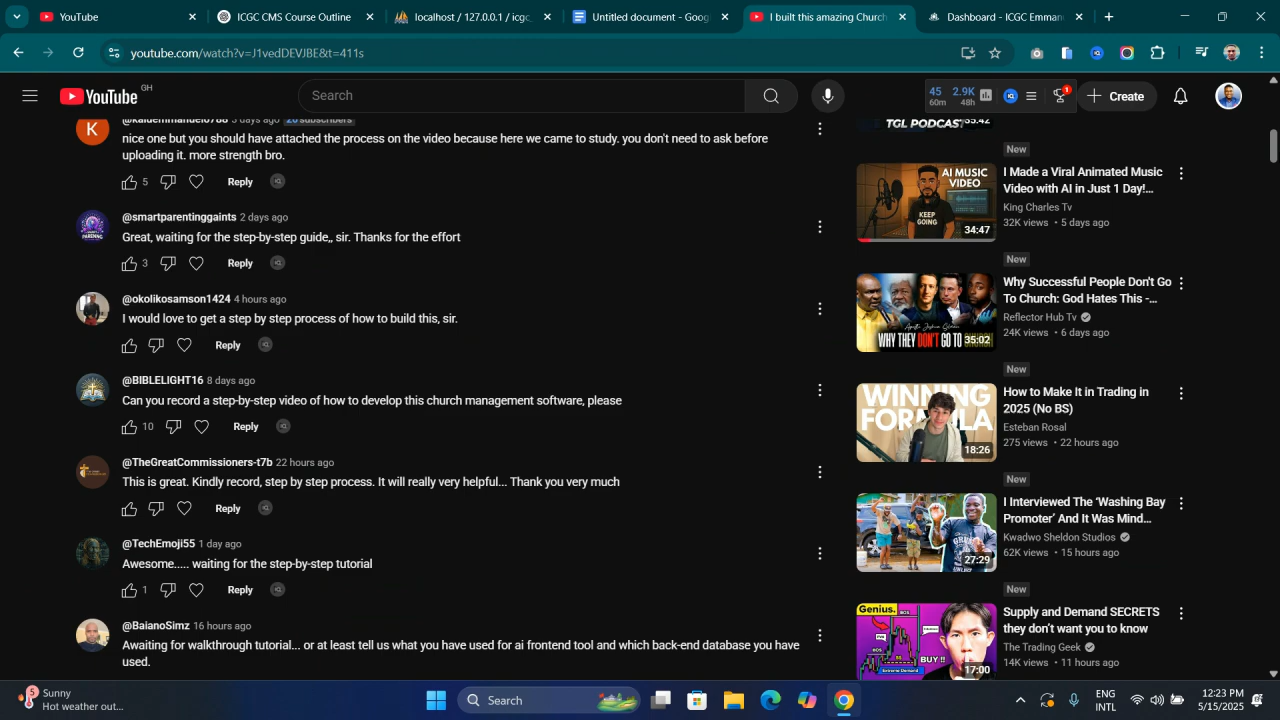 YouTube
ICGC CMS Course Outline
localhost / 127.0.0.1 / icgc_
Untitled document - Goog
I built this amazing Church
Dashboard - ICGC Emmanu
youtube.com/watch?v=J1vedDEVJBE&t=411s
YouTube GH
Search
45 60m
2.9K 48h
1
Create
@kaleemmanuel6788 3 days ago 26 subscribers
nice one but you should have attached the process on the video because here we came to study. you don't need to ask before
uploading it. more strength bro.
5 Reply
@smartparentinggaints 2 days ago
Great, waiting for the step-by-step guide,, sir. Thanks for the effort
3 Reply
@okolikosamson1424 4 hours ago
I would love to get a step by step process of how to build this, sir.
Reply
@BIBLELIGHT16 8 days ago
Can you record a step-by-step video of how to develop this church management software, please
10 Reply
@TheGreatCommissioners-t7b 22 hours ago
This is great. Kindly record, step by step process. It will really very helpful... Thank you very much
Reply
@TechEmoji55 1 day ago
Awesome..... waiting for the step-by-step tutorial
1 Reply
@BaianoSimz 16 hours ago
Awaiting for walkthrough tutorial... or at least tell us what you have used for ai frontend tool and which back-end database you have
used.
TGL PODCAST
35:42
New
AI MUSIC
VIDEO
KEEP
GOING
34:47
I Made a Viral Animated Music
Video with AI in Just 1 Day!...
King Charles Tv
32K views • 5 days ago
New
WHY THEY DON'T GO TO CHURCH
35:02
Why Successful People Don't Go
To Church: God Hates This -...
Reflector Hub Tv
24K views • 6 days ago
New
WINNING
FORMULA
18:26
How to Make It in Trading in
2025 (No BS)
Esteban Rosal
275 views • 22 hours ago
New
27:29
I Interviewed The 'Washing Bay
Promoter' And It Was Mind...
Kwadwo Sheldon Studios
62K views • 15 hours ago
New
Genius.
BOS
BUY !!
17:00
Supply and Demand SECRETS
they don't want you to know
The Trading Geek
14K views • 11 hours ago
5
Sunny
Hot weather out...
Search
ENG
INTL
12:23 PM
5/15/2025